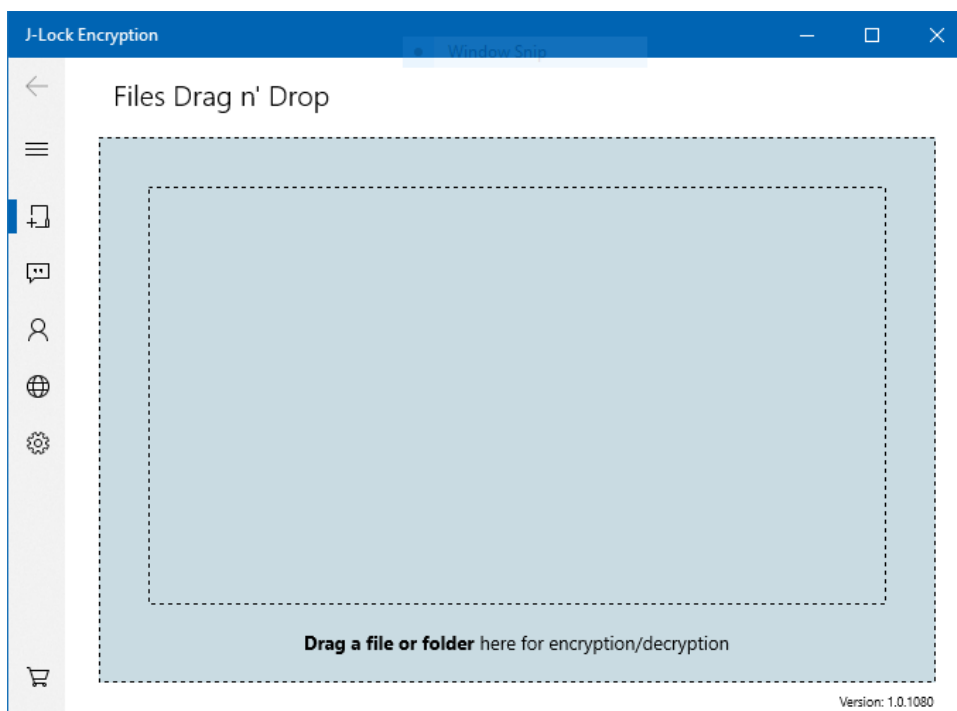 J-Lock Encryption
Window Snip
Files Drag n' Drop
Drag a file or folder here for encryption/decryption
Version: 1.0.1080